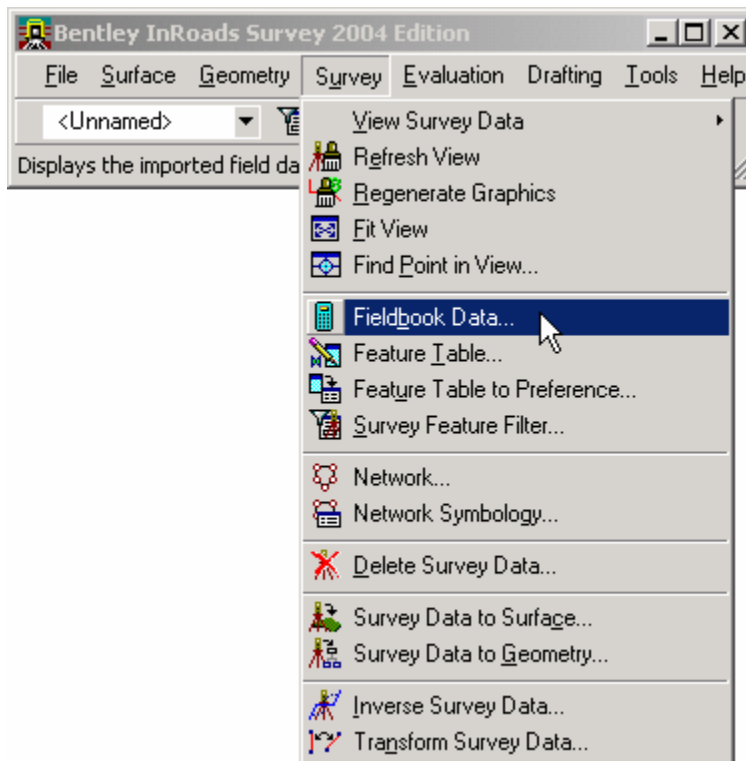 Bentley InRoads Survey 2004 Edition
File Surface Geometry Survey Evaluation Drafting Tools Help
<Unnamed>
Displays the imported field da
View Survey Data
Refresh View
Regenerate Graphics
Fit View
Find Point in View...
Fieldbook Data...
Feature Table...
Feature Table to Preference...
Survey Feature Filter...
Network...
Network Symbology...
Delete Survey Data...
Survey Data to Surface...
Survey Data to Geometry...
Inverse Survey Data...
Transform Survey Data...